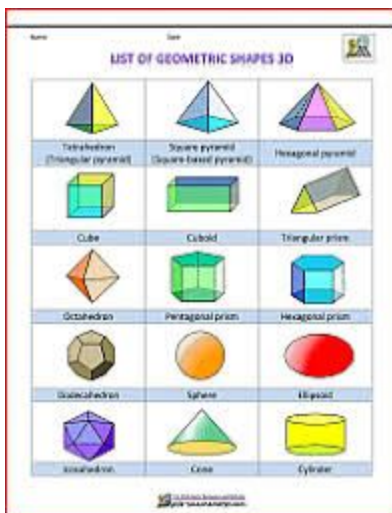 Name Date
LIST OF GEOMETRIC SHAPES 3D
Tetrahedron Square pyramid Hexagonal pyramid
(Triangular pyramid) (Square-based pyramid)
Cube Cuboid Triangular prism
Octahedron Pentagonal prism Hexagonal prism
Dodecahedron Sphere Ellipsoid
Icosahedron Cone Cylinder